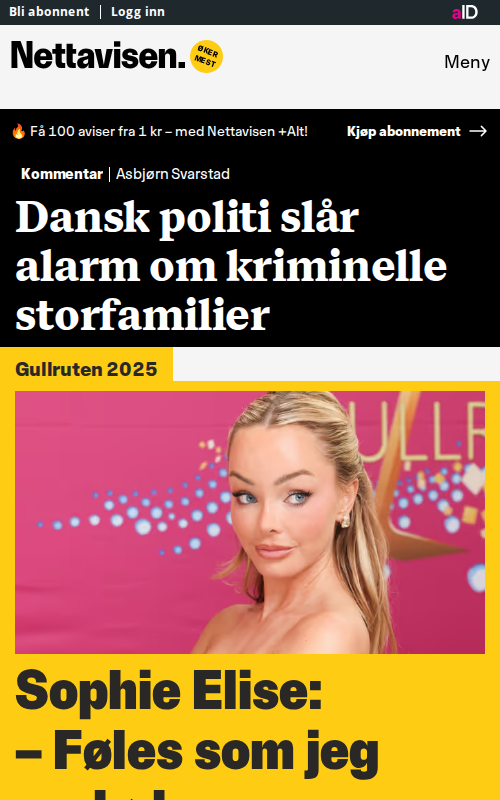 Bli abonnent | Logg inn
aID
Nettavisen.
ØKER
MEST
Meny
🔥 Få 100 aviser fra 1 kr – med Nettavisen +Alt!
Kjøp abonnement →
Kommentar | Asbjørn Svarstad
Dansk politi slår
alarm om kriminelle
storfamilier
Gullruten 2025
ULLR
Sophie Elise:
– Føles som jeg